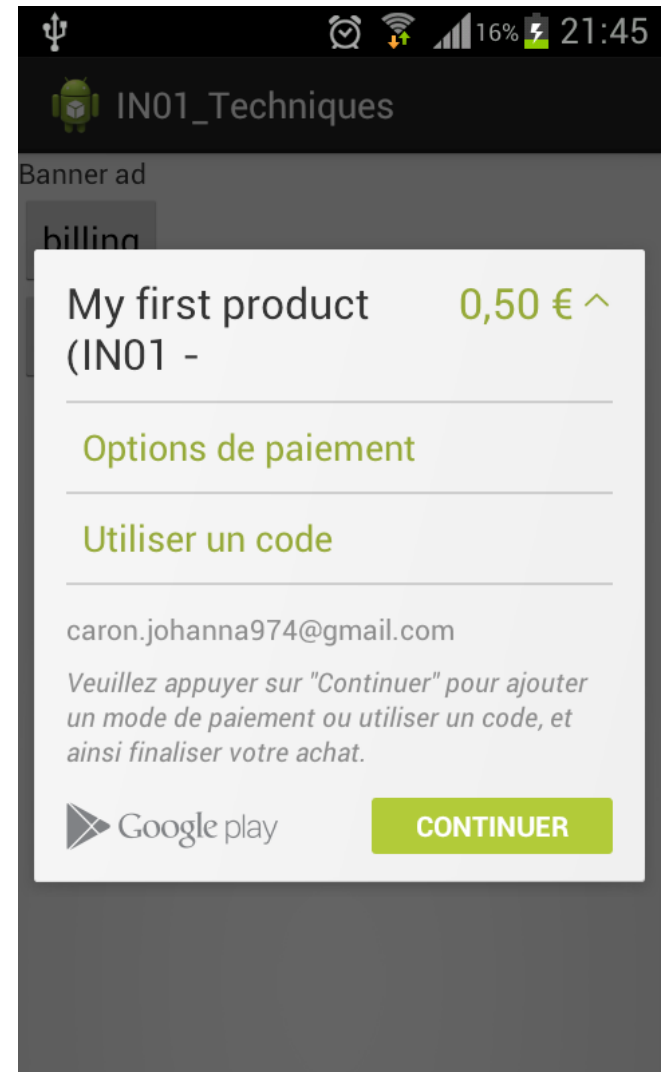 16% 21:45
IN01_Techniques
Banner ad
billing
My first product 0,50 €
(IN01 -
Options de paiement
Utiliser un code
caron.johanna974@gmail.com
Veuillez appuyer sur "Continuer" pour ajouter
un mode de paiement ou utiliser un code, et
ainsi finaliser votre achat.
Google play CONTINUER